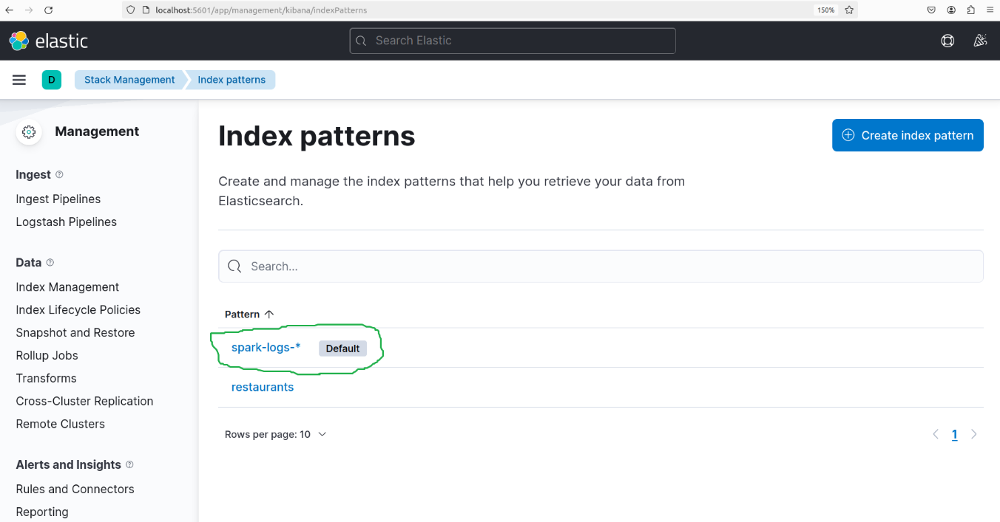 localhost:5601/app/management/kibana/indexPatterns
150%
elastic
Search Elastic
D
Stack Management
Index patterns
Management
Ingest
Ingest Pipelines
Logstash Pipelines
Data
Index Management
Index Lifecycle Policies
Snapshot and Restore
Rollup Jobs
Transforms
Cross-Cluster Replication
Remote Clusters
Alerts and Insights
Rules and Connectors
Reporting
Index patterns
Create index pattern
Create and manage the index patterns that help you retrieve your data from
Elasticsearch.
Search...
Pattern
spark-logs-* Default
restaurants
Rows per page: 10
1